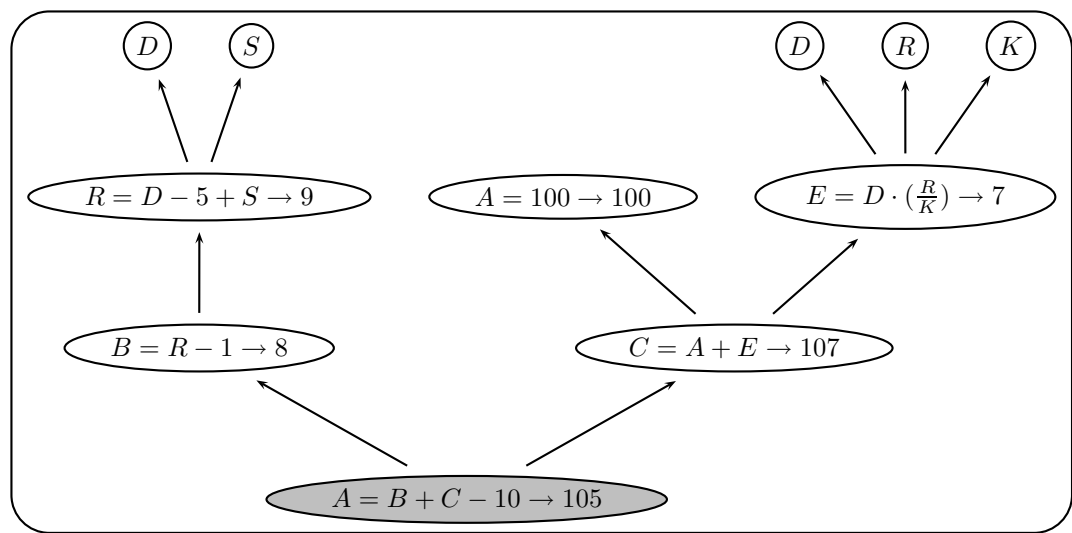 D S D R K
R = D − 5 + S → 9 A = 100 → 100 E = D · (R/K) → 7
B = R − 1 → 8 C = A + E → 107
A = B + C − 10 → 105